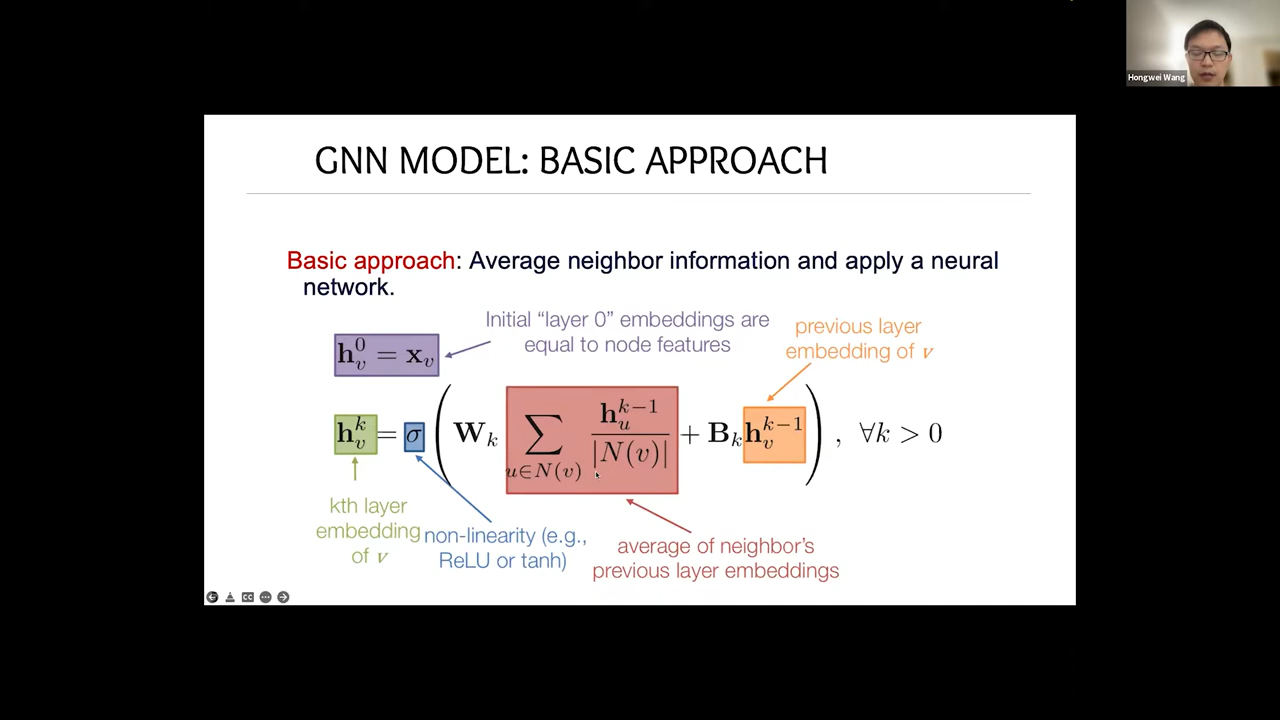 Hongwei Wang
GNN MODEL: BASIC APPROACH
Basic approach: Average neighbor information and apply a neural
network.
Initial “layer 0” embeddings are
equal to node features
previous layer
embedding of v
h_v^0 = x_v
h_v^k = σ ( W_k ∑_{u∈N(v)} h_u^{k−1} / |N(v)| + B_k h_v^{k−1} ) , ∀k > 0
kth layer
embedding
of v
non-linearity (e.g.,
ReLU or tanh)
average of neighbor’s
previous layer embeddings
CC